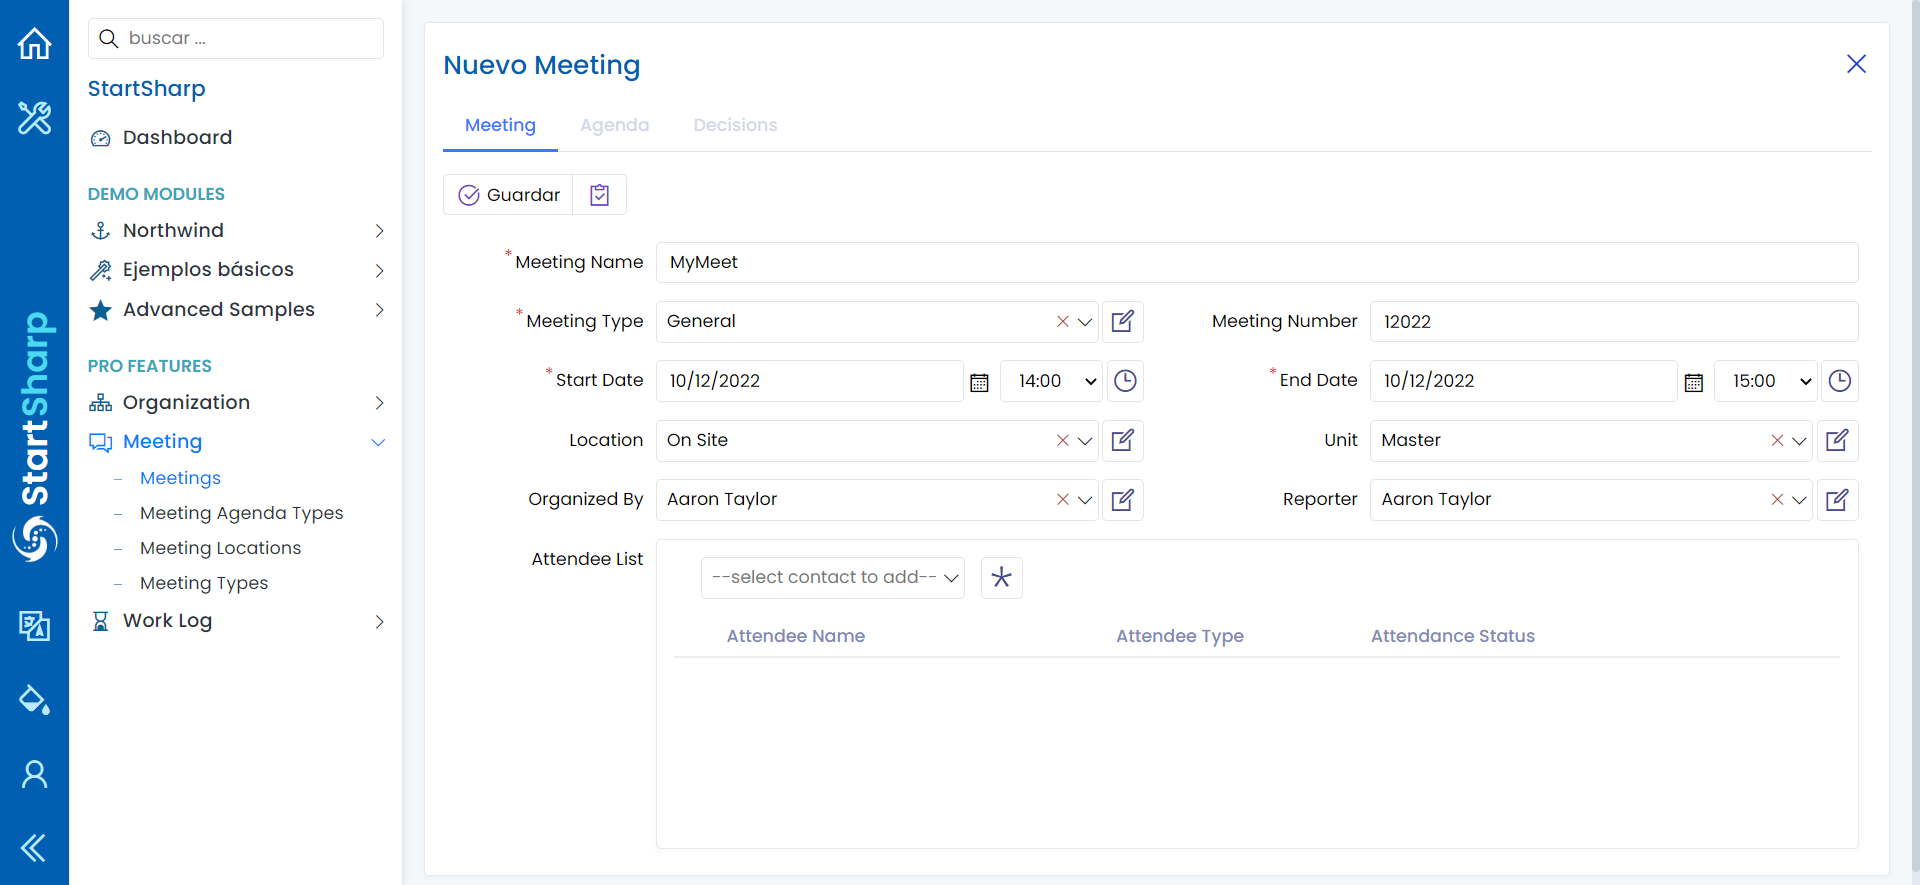 buscar ...
StartSharp
Dashboard
DEMO MODULES
Northwind
Ejemplos básicos
Advanced Samples
PRO FEATURES
Organization
Meeting
Meetings
Meeting Agenda Types
Meeting Locations
Meeting Types
Work Log
StartSharp
Nuevo Meeting
Meeting Agenda Decisions
Guardar
*Meeting Name MyMeet
*Meeting Type General Meeting Number 12022
*Start Date 10/12/2022 14:00 *End Date 10/12/2022 15:00
Location On Site Unit Master
Organized By Aaron Taylor Reporter Aaron Taylor
Attendee List
--select contact to add--
Attendee Name Attendee Type Attendance Status